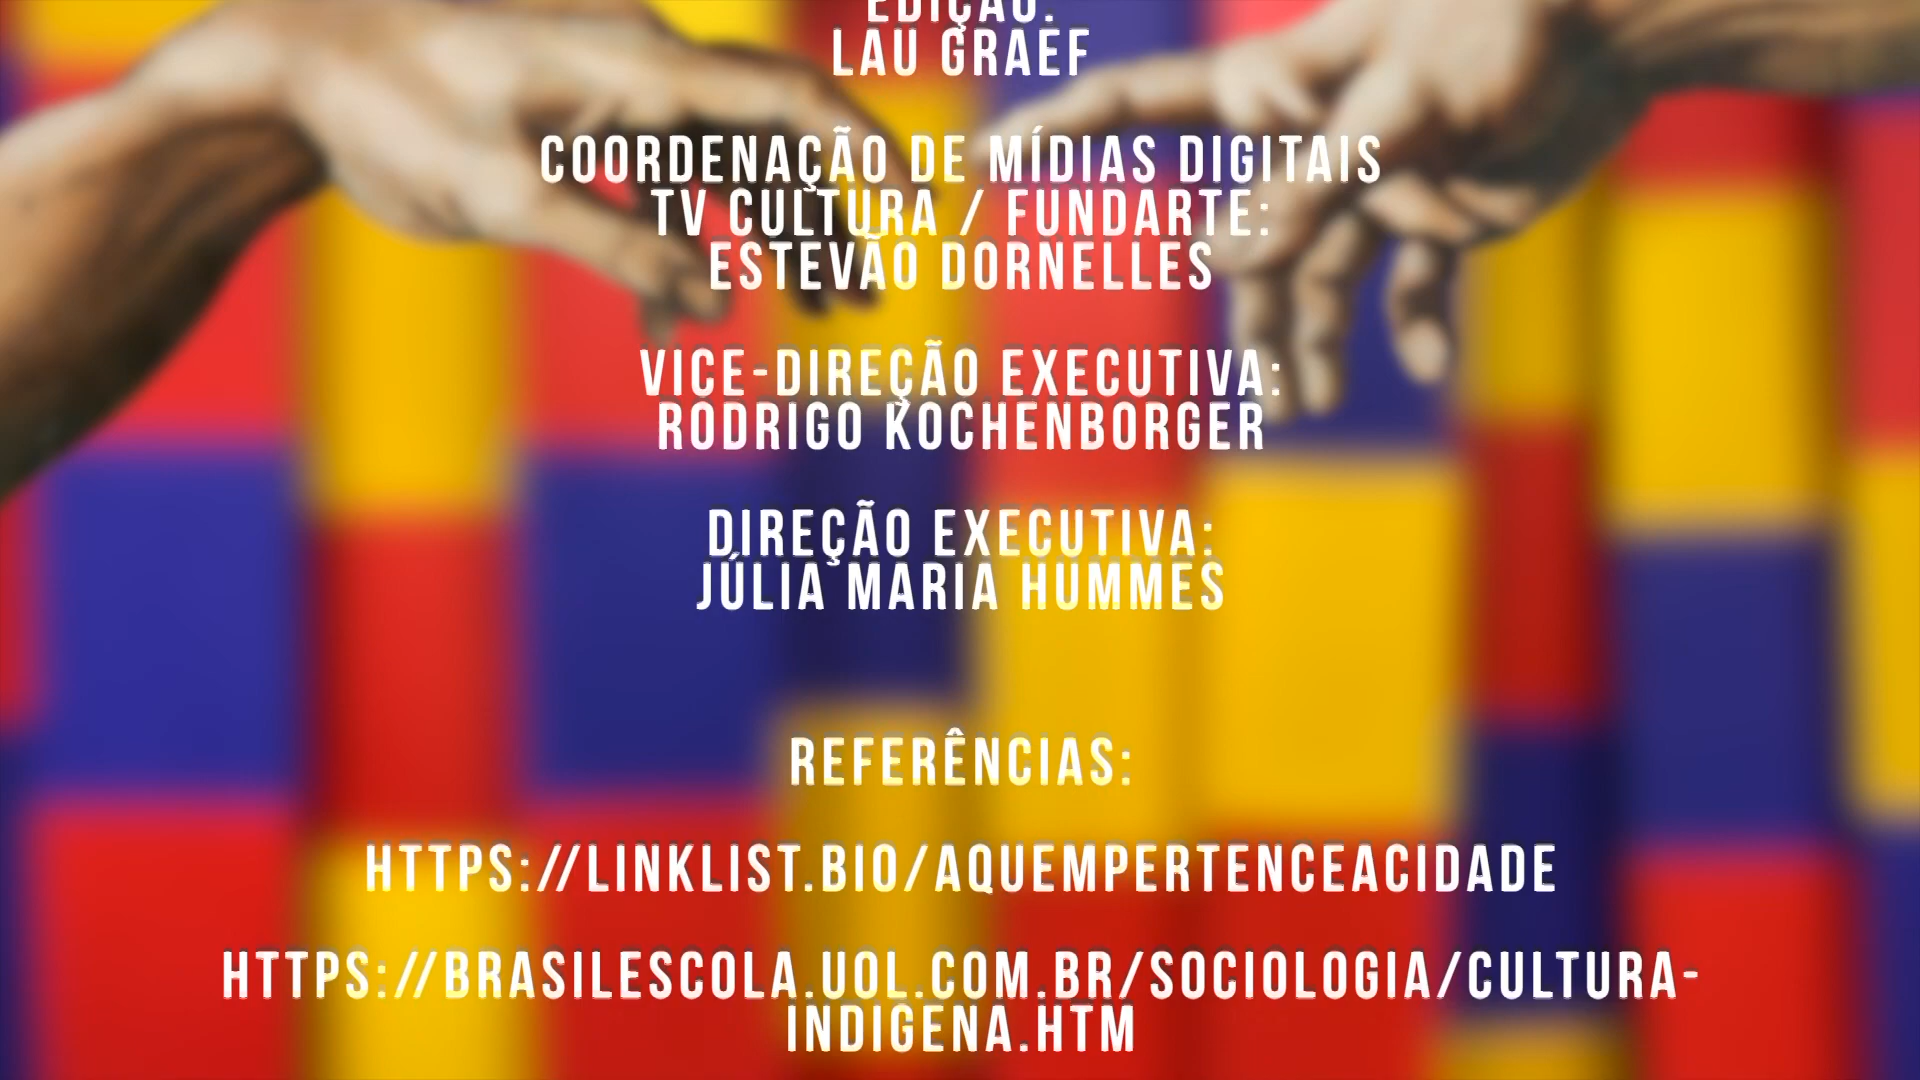 EDIÇÃO:
LAU GRAEF
COORDENAÇÃO DE MÍDIAS DIGITAIS
TV CULTURA / FUNDARTE:
ESTEVÃO DORNELLES
VICE-DIREÇÃO EXECUTIVA:
RODRIGO KOCHENBORGER
DIREÇÃO EXECUTIVA:
JÚLIA MARIA HUMMES
REFERÊNCIAS:
HTTPS://LINKLIST.BIO/AQUEMPERTENCEACIDADE
HTTPS://BRASILESCOLA.UOL.COM.BR/SOCIOLOGIA/CULTURA-
INDIGENA.HTM